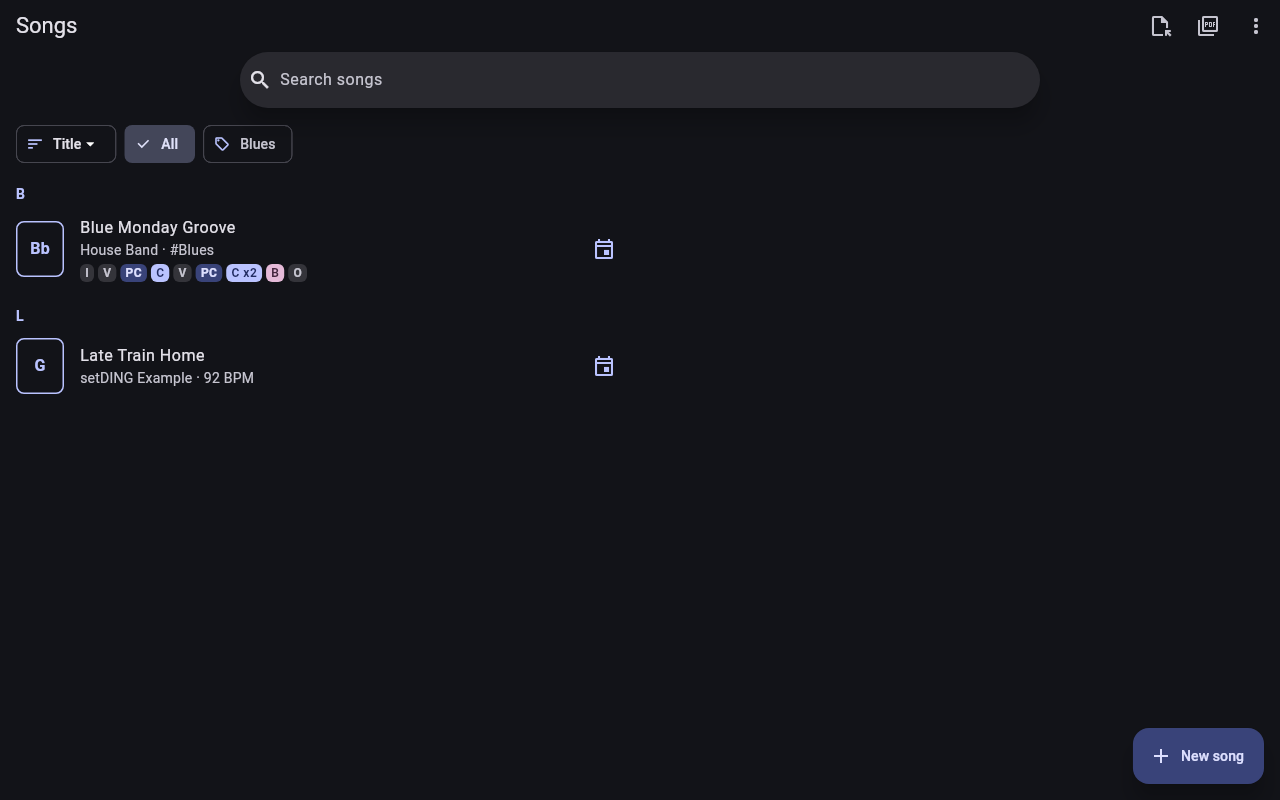 Songs
PDF
Search songs
Title
All
Blues
B
Bb
Blue Monday Groove
House Band · #Blues
I V PC C V PC C x2 B O
L
G
Late Train Home
setDING Example · 92 BPM
New song